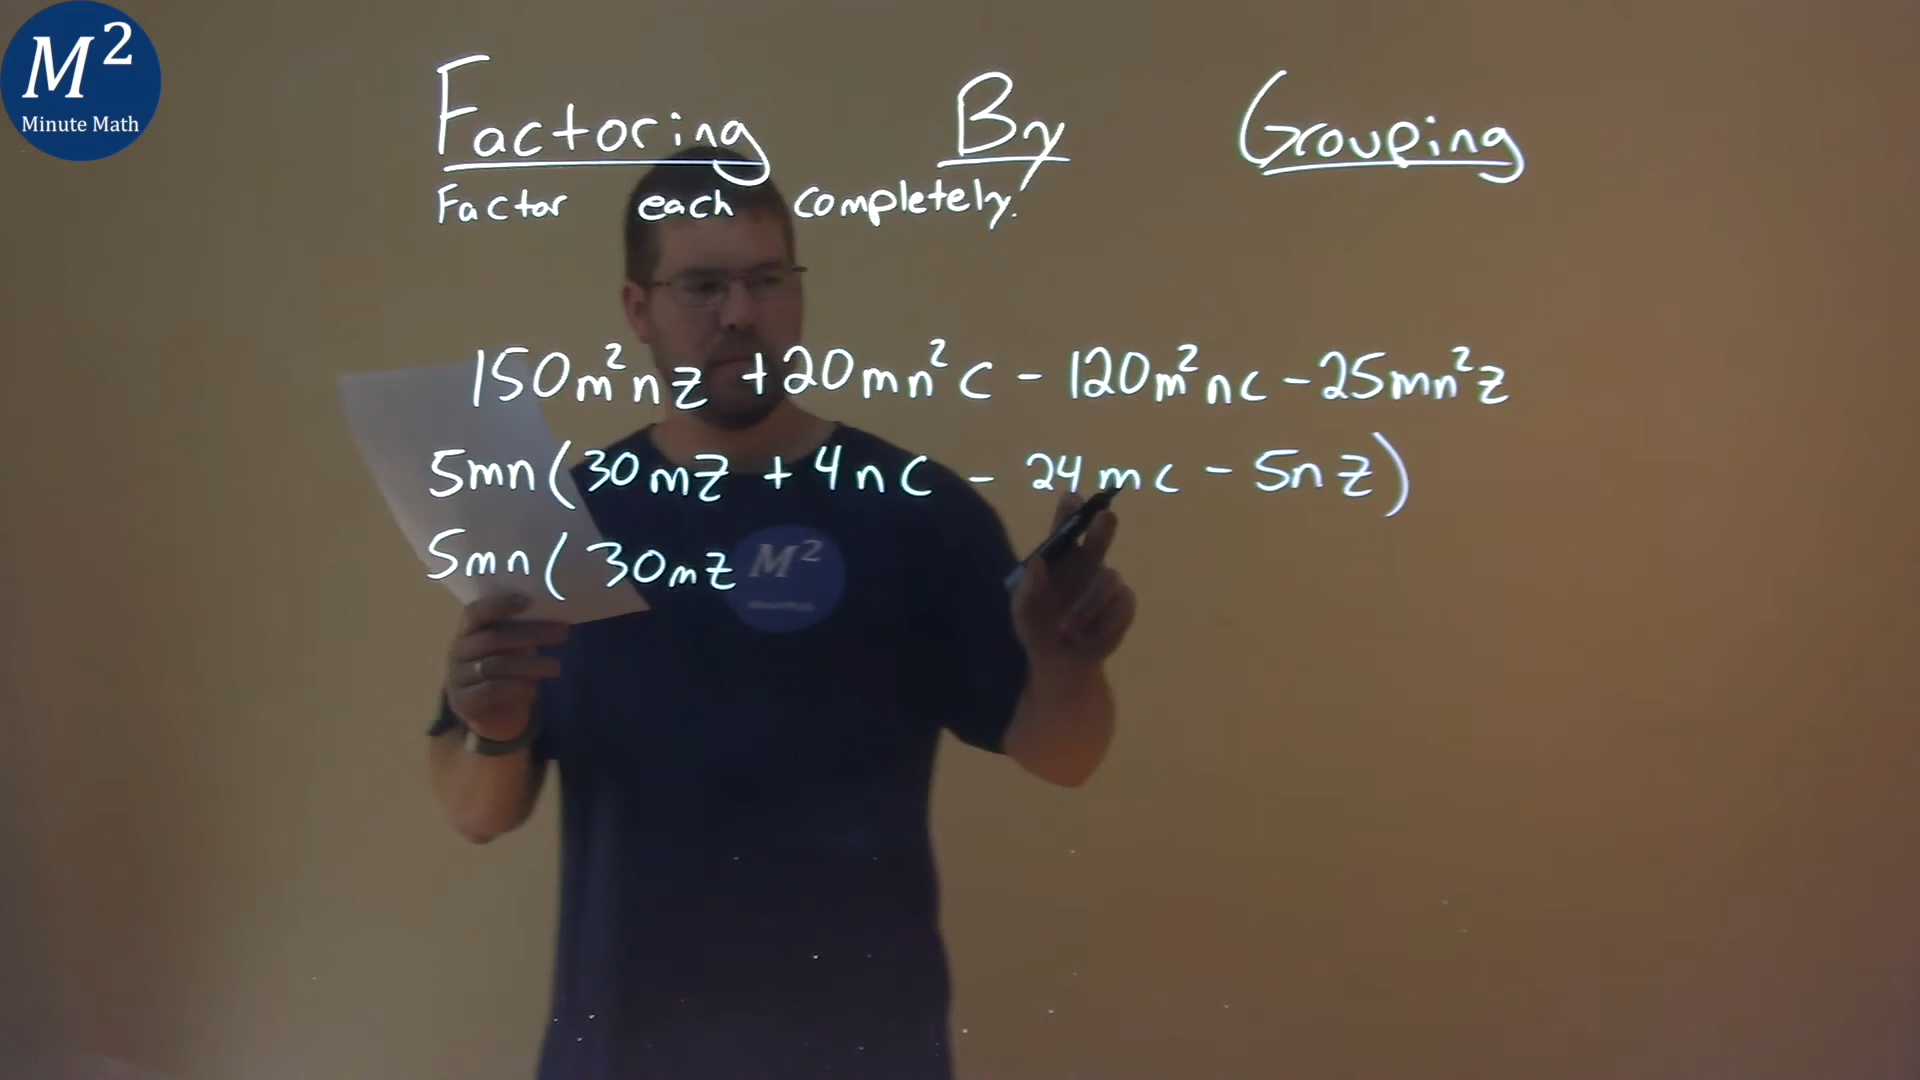 M²
Minute Math
Factoring By Grouping
Factor each completely.
150m²nz + 20mn²c - 120m²nc - 25mn²z
5mn(30mz + 4nc - 24mc - 5nz)
5mn( 30mz
M²